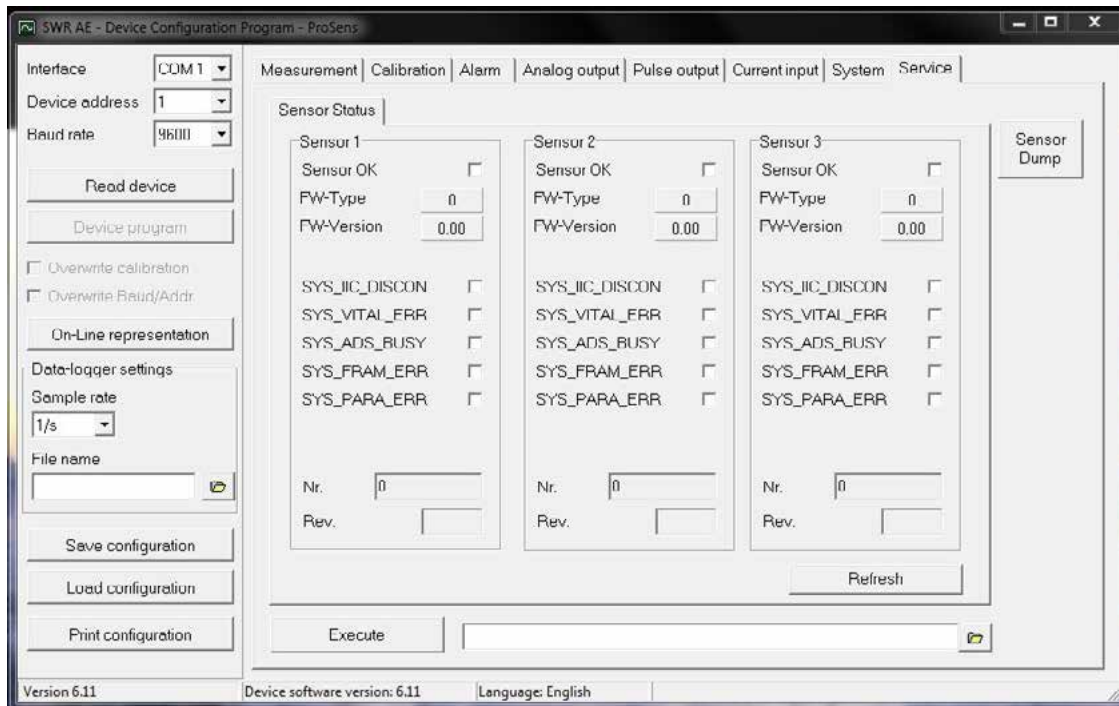 SWR AE - Device Configuration Program - ProSens
Interface COM 1
Device address 1
Baud rate 9600
Read device
Device program
Overwrite calibration
Overwrite Baud/Addr.
On-Line representation
Data-logger settings
Sample rate
1/s
File name
Save configuration
Load configuration
Print configuration
Measurement Calibration Alarm Analog output Pulse output Current input System Service
Sensor Status
Sensor 1
Sensor OK
FW-Type 0
FW-Version 0.00
SYS_IIC_DISCON
SYS_VITAL_ERR
SYS_ADS_BUSY
SYS_FRAM_ERR
SYS_PARA_ERR
Nr. 0
Rev.
Sensor 2
Sensor OK
FW-Type 0
FW-Version 0.00
SYS_IIC_DISCON
SYS_VITAL_ERR
SYS_ADS_BUSY
SYS_FRAM_ERR
SYS_PARA_ERR
Nr. 0
Rev.
Sensor 3
Sensor OK
FW-Type 0
FW-Version 0.00
SYS_IIC_DISCON
SYS_VITAL_ERR
SYS_ADS_BUSY
SYS_FRAM_ERR
SYS_PARA_ERR
Nr. 0
Rev.
Refresh
Execute
Sensor
Dump
Version 6.11 Device software version: 6.11 Language: English